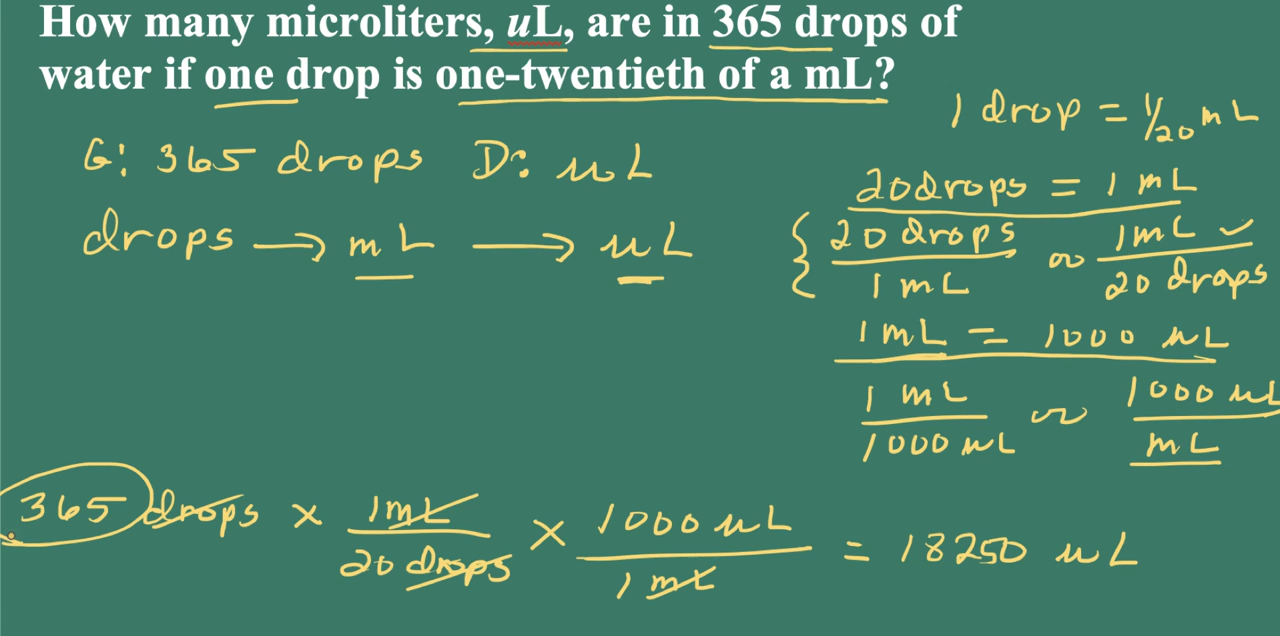 How many microliters, uL, are in 365 drops of
water if one drop is one-twentieth of a mL?
1 drop = 1/20 mL
G: 365 drops D: uL
20 drops = 1 mL
drops → mL → uL
20 drops / 1 mL or 1 mL / 20 drops
1 mL = 1000 uL
1 mL / 1000 uL or 1000 uL / mL
365 drops x 1 mL / 20 drops x 1000 uL / 1 mL = 18250 uL